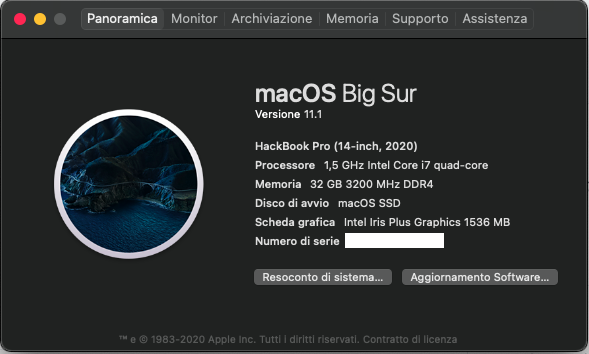 Panoramica Monitor Archiviazione Memoria Supporto Assistenza
macOS Big Sur
Versione 11.1
HackBook Pro (14-inch, 2020)
Processore 1,5 GHz Intel Core i7 quad-core
Memoria 32 GB 3200 MHz DDR4
Disco di avvio macOS SSD
Scheda grafica Intel Iris Plus Graphics 1536 MB
Numero di serie
Resoconto di sistema... Aggiornamento Software...
™ e © 1983-2020 Apple Inc. Tutti i diritti riservati. Contratto di licenza